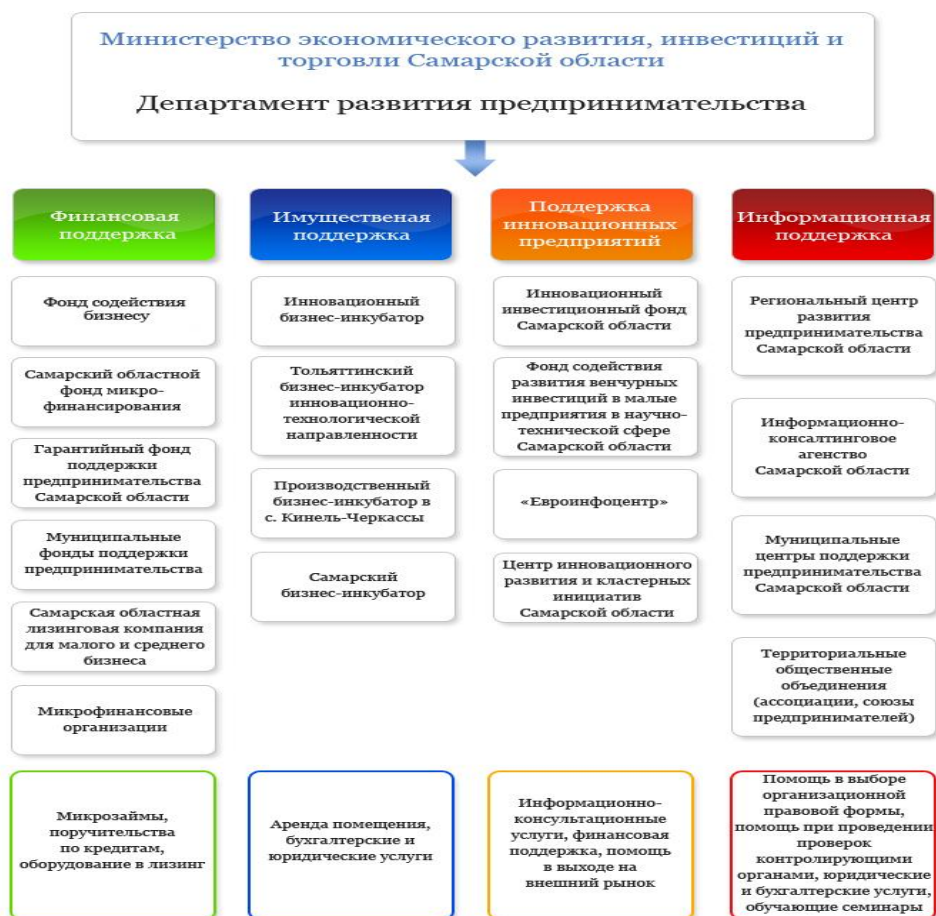 Министерство экономического развития, инвестиций и
торговли Самарской области
Департамент развития предпринимательства
Финансовая
поддержка
Фонд содействия
бизнесу
Самарский областной
фонд микро-
финансирования
Гарантийный фонд
поддержки
предпринимательства
Самарской области
Муниципальные
фонды поддержки
предпринимательства
Самарская областная
лизинговая компания
для малого и среднего
бизнеса
Микрофинансовые
организации
Микрозаймы,
поручительства
по кредитам,
оборудование в лизинг
Имущественая
поддержка
Инновационный
бизнес-инкубатор
Тольяттинский
бизнес-инкубатор
инновационно-
технологической
направленности
Производственный
бизнес-инкубатор в
с. Кинель-Черкассы
Самарский
бизнес-инкубатор
Аренда помещения,
бухгалтерские и
юридические услуги
Поддержка
инновационных
предприятий
Инновационный
инвестиционный фонд
Самарской области
Фонд содействия
развития венчурных
инвестиций в малые
предприятия в научно-
технической сфере
Самарской области
«Евроинфоцентр»
Центр инновационного
развития и кластерных
инициатив
Самарской области
Информационно-
консультационные
услуги, финансовая
поддержка, помощь
в выходе на
внешний рынок
Информационная
поддержка
Региональный центр
развития
предпринимательства
Самарской области
Информационно-
консалтинговое
агенство
Самарской области
Муниципальные
центры поддержки
предпринимательства
Самарской области
Территориальные
общественные
объединения
(ассоциации, союзы
предпринимателей)
Помощь в выборе
организационной
правовой формы,
помощь при проведении
проверок
контролирующими
органами, юридические
и бухгалтерские услуги,
обучающие семинары